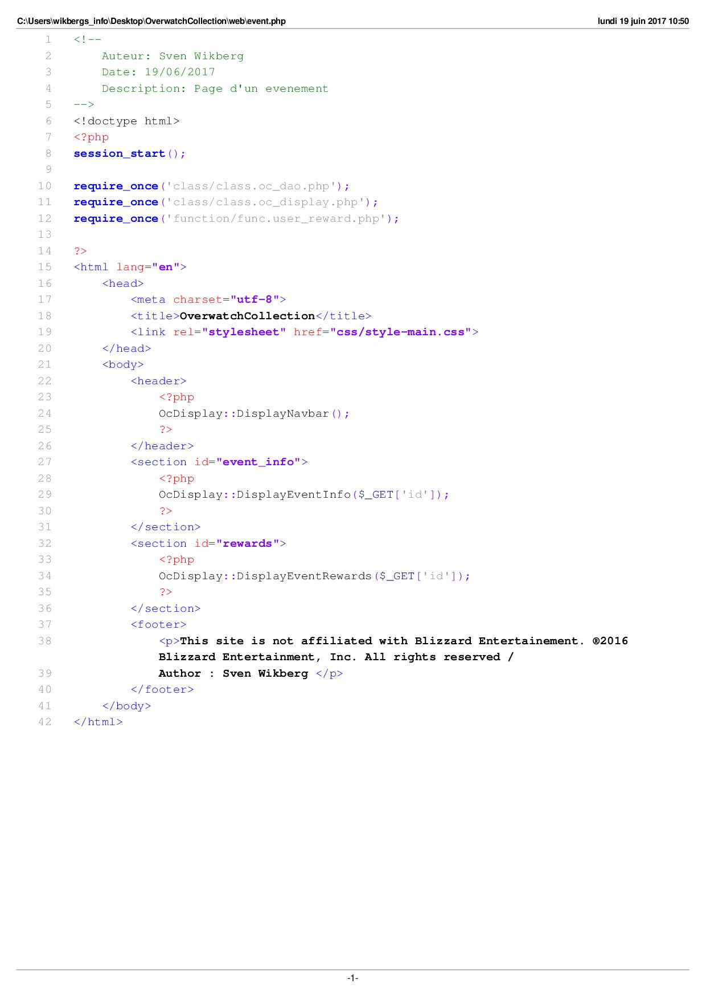 C:\Users\wikbergs_info\Desktop\OverwatchCollection\web\event.php lundi 19 juin 2017 10:50
1 <!--
2 Auteur: Sven Wikberg
3 Date: 19/06/2017
4 Description: Page d'un evenement
5 -->
6 <!doctype html>
7 <?php
8 session_start();
9
10 require_once('class/class.oc_dao.php');
11 require_once('class/class.oc_display.php');
12 require_once('function/func.user_reward.php');
13
14 ?>
15 <html lang="en">
16 <head>
17 <meta charset="utf-8">
18 <title>OverwatchCollection</title>
19 <link rel="stylesheet" href="css/style-main.css">
20 </head>
21 <body>
22 <header>
23 <?php
24 OcDisplay::DisplayNavbar();
25 ?>
26 </header>
27 <section id="event_info">
28 <?php
29 OcDisplay::DisplayEventInfo($_GET['id']);
30 ?>
31 </section>
32 <section id="rewards">
33 <?php
34 OcDisplay::DisplayEventRewards($_GET['id']);
35 ?>
36 </section>
37 <footer>
38 <p>This site is not affiliated with Blizzard Entertainement. ®2016
Blizzard Entertainment, Inc. All rights reserved /
39 Author : Sven Wikberg </p>
40 </footer>
41 </body>
42 </html>
-1-